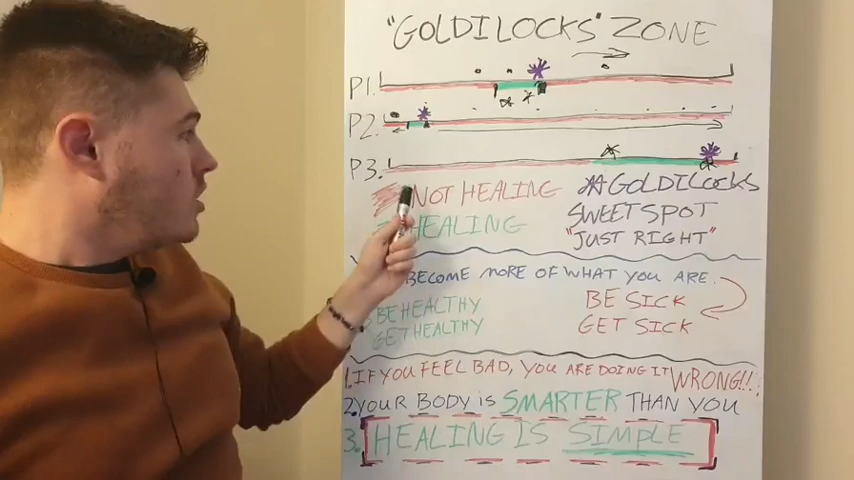 "GOLDILOCKS" ZONE
P1.
P2.
P3.
NOT HEALING
HEALING
GOLDILOCKS
SWEET SPOT
"JUST RIGHT"
BECOME MORE OF WHAT YOU ARE.
BE HEALTHY
GET HEALTHY
BE SICK
GET SICK
1. IF YOU FEEL BAD, YOU ARE DOING IT WRONG!!!
2. YOUR BODY IS SMARTER THAN YOU
3. HEALING IS SIMPLE